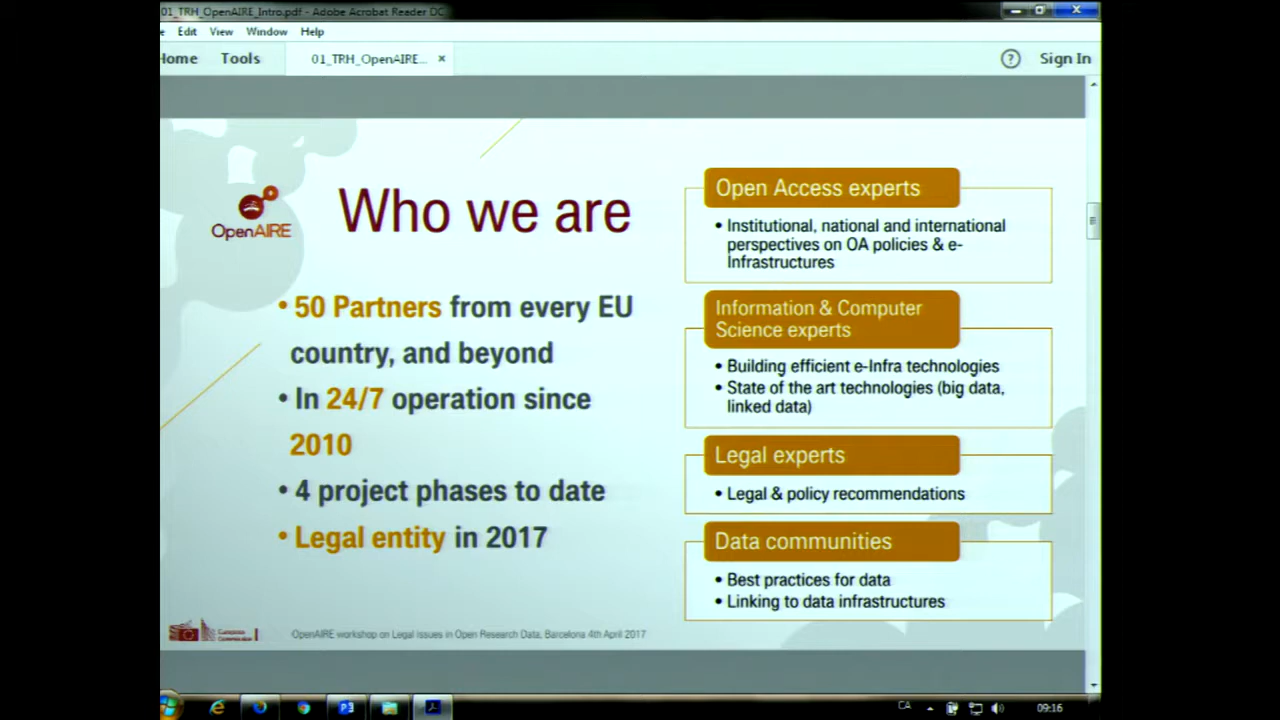 01_TRH_OpenAIRE_Intro.pdf - Adobe Acrobat Reader DC
Edit View Window Help
Home Tools 01_TRH_OpenAIRE... × ? Sign In
OpenAIRE
Who we are
• 50 Partners from every EU
country, and beyond
• In 24/7 operation since
2010
• 4 project phases to date
• Legal entity in 2017
Open Access experts
• Institutional, national and international
perspectives on OA policies & e-
Infrastructures
Information & Computer
Science experts
• Building efficient e-Infra technologies
• State of the art technologies (big data,
linked data)
Legal experts
• Legal & policy recommendations
Data communities
• Best practices for data
• Linking to data infrastructures
European
Commission
OpenAIRE workshop on Legal issues in Open Research Data, Barcelona 4th April 2017
CA 09:16